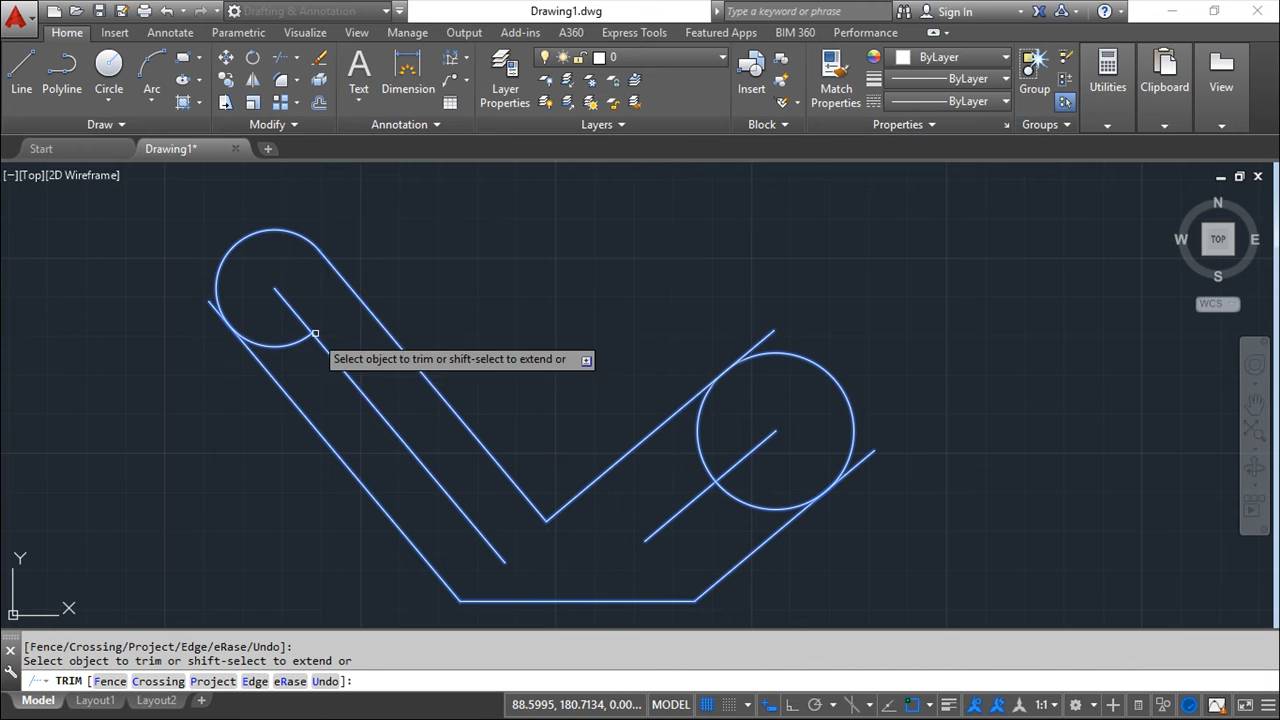 Drafting & Annotation
Drawing1.dwg
Type a keyword or phrase
Sign In
Home Insert Annotate Parametric Visualize View Manage Output Add-ins A360 Express Tools Featured Apps BIM 360 Performance
0
ByLayer
ByLayer
ByLayer
Line Polyline Circle Arc Text Dimension Layer Properties Insert Match Properties Group Utilities Clipboard View
Draw Modify Annotation Layers Block Properties Groups
Start Drawing1*
[−][Top][2D Wireframe]
N
W TOP E
S
WCS
Select object to trim or shift-select to extend or
Y
X
[Fence/Crossing/Project/Edge/eRase/Undo]:
Select object to trim or shift-select to extend or
TRIM [Fence Crossing Project Edge eRase Undo]:
Model Layout1 Layout2 88.5995, 180.7134, 0.00... MODEL 1:1